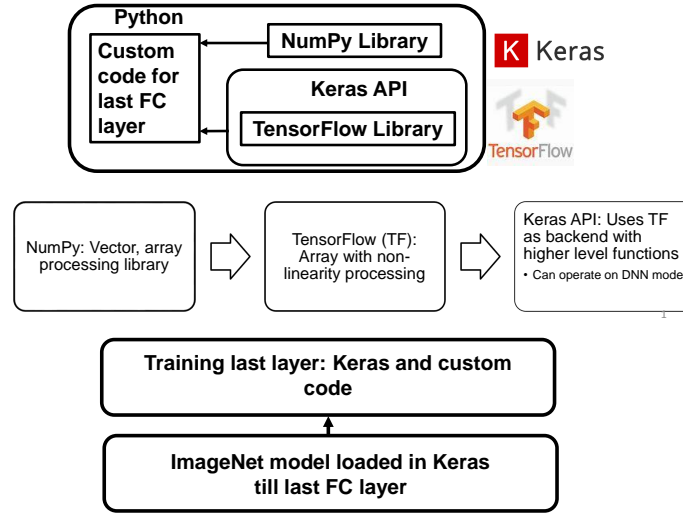 Python
Custom
code for
last FC
layer
NumPy Library
Keras API
TensorFlow Library
K Keras
TensorFlow
NumPy: Vector, array
processing library
TensorFlow (TF):
Array with non-
linearity processing
Keras API: Uses TF
as backend with
higher level functions
• Can operate on DNN mode
1
Training last layer: Keras and custom
code
ImageNet model loaded in Keras
till last FC layer